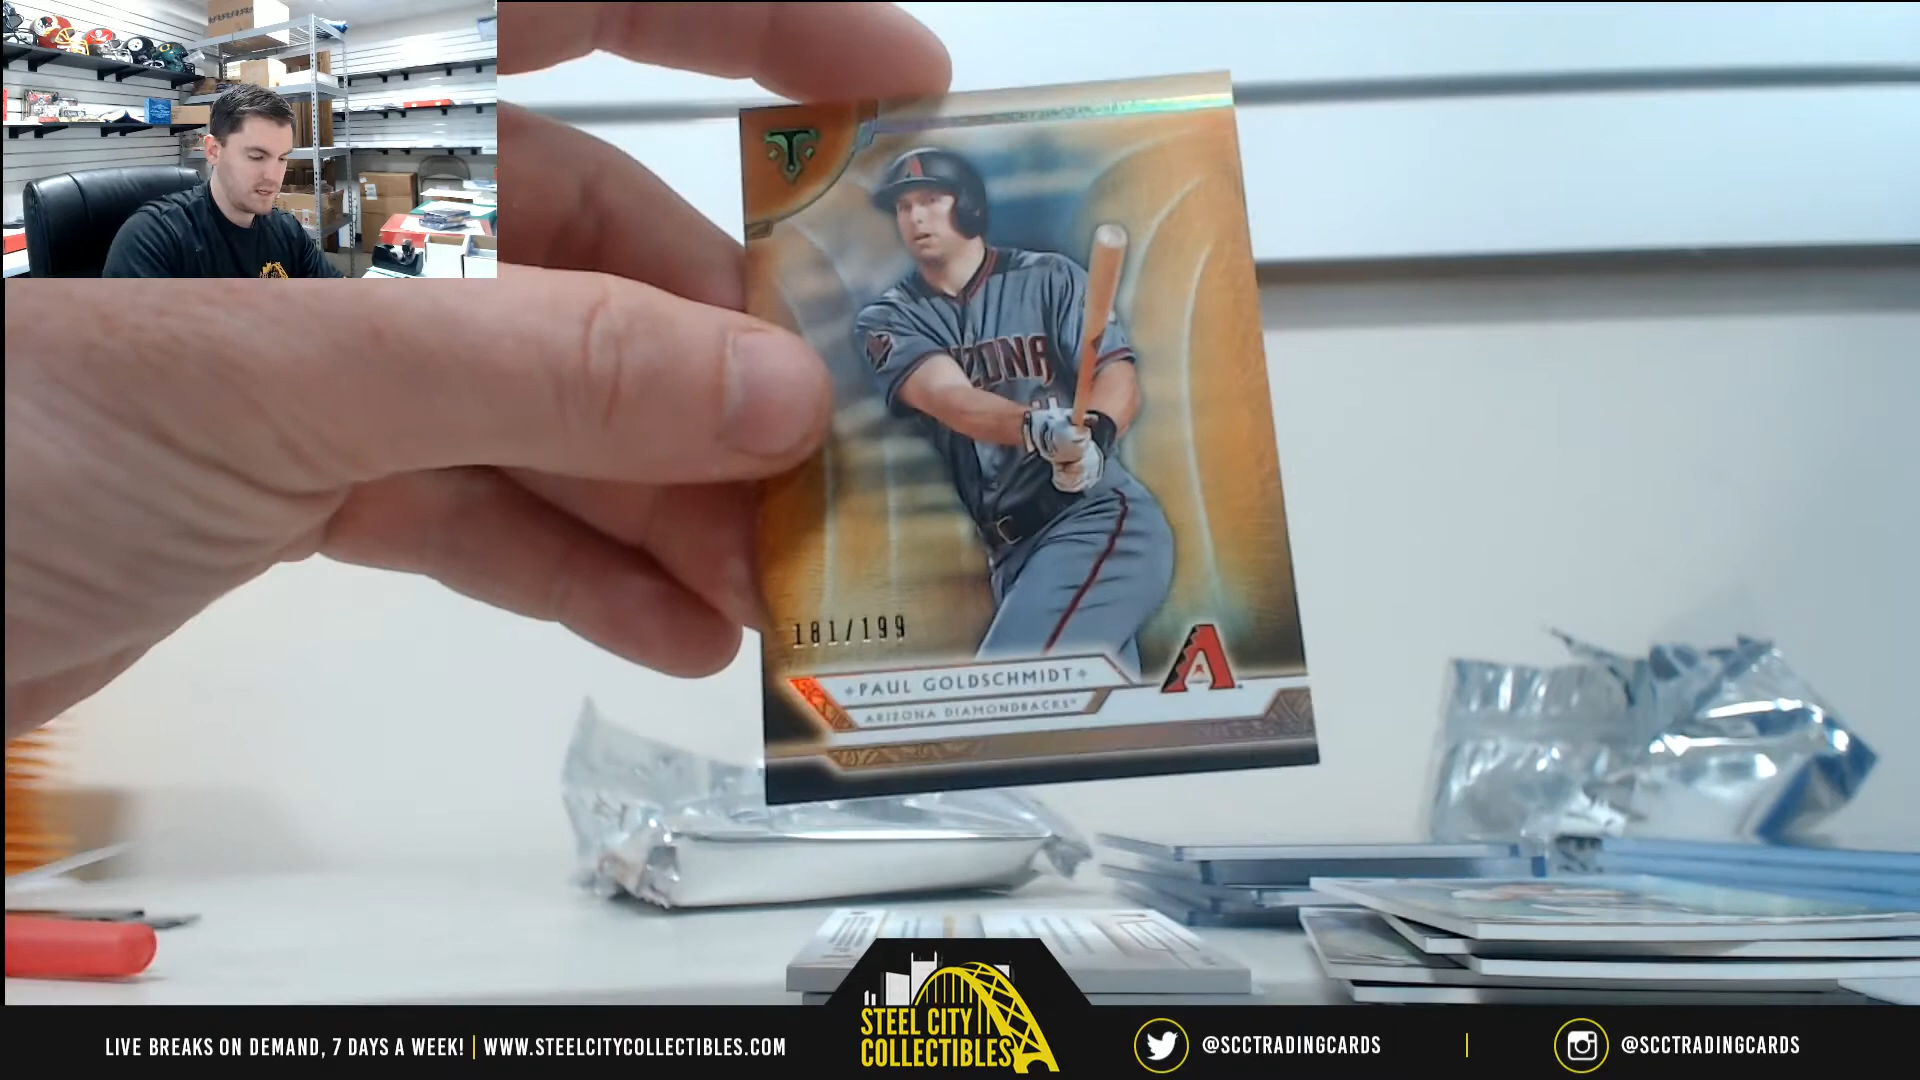 T
A
ZONA
181/199
PAUL GOLDSCHMIDT
ARIZONA DIAMONDBACKS
A
LIVE BREAKS ON DEMAND, 7 DAYS A WEEK! | WWW.STEELCITYCOLLECTIBLES.COM
STEEL CITY
COLLECTIBLES
@SCCTRADINGCARDS
@SCCTRADINGCARDS